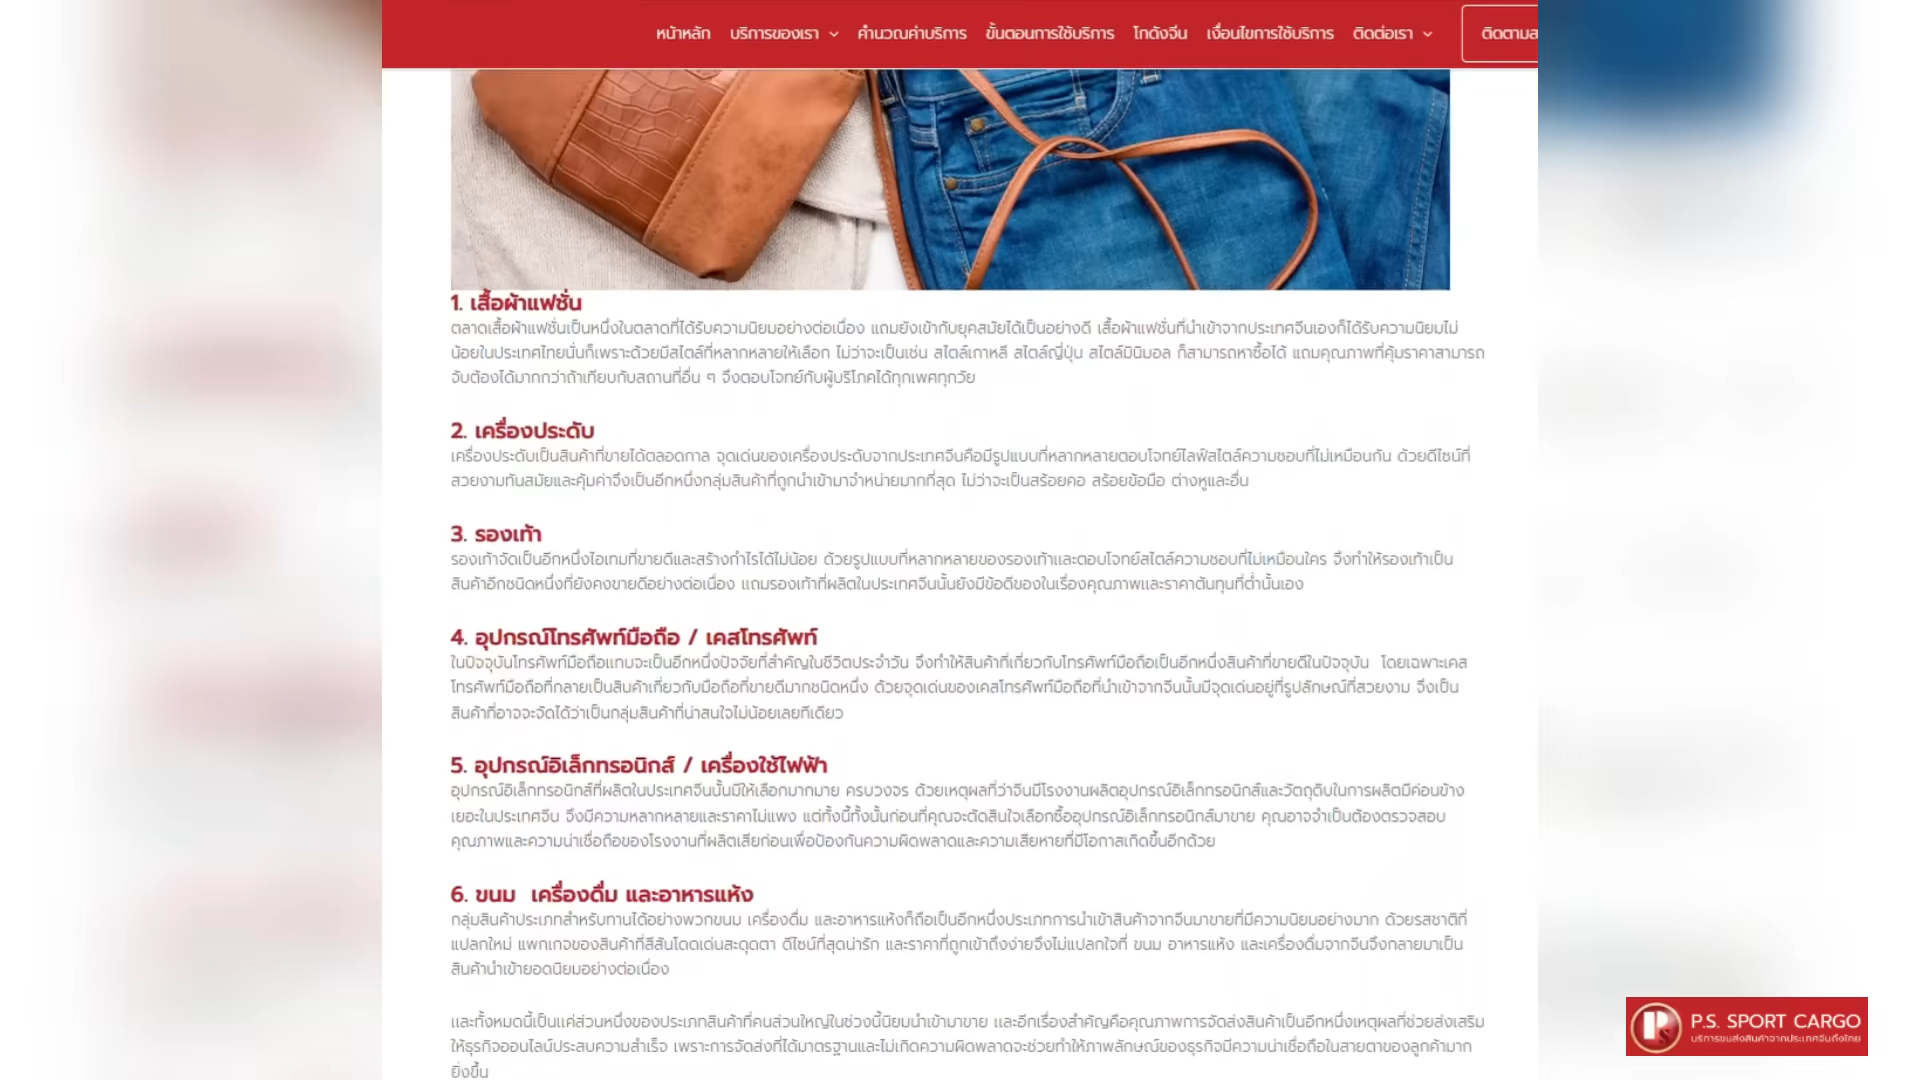 หน้าหลัก บริการของเรา คำนวณค่าบริการ ขั้นตอนการใช้บริการ โกดังจีน เงื่อนไขการใช้บริการ ติดต่อเรา
1. เสื้อผ้าแฟชั่น
ตลาดเสื้อผ้าแฟชั่นเป็นหนึ่งในตลาดที่ได้รับความนิยมอย่างต่อเนื่อง แถมยังเข้ากับยุคสมัยได้เป็นอย่างดี เสื้อผ้าแฟชั่นที่นำเข้าจากประเทศจีนเองก็ได้รับความนิยมไม่
น้อยในประเทศไทยนั่นก็เพราะด้วยมีสไตล์ที่หลากหลายให้เลือก ไม่ว่าจะเป็นเช่น สไตล์เกาหลี สไตล์ญี่ปุ่น สไตล์มินิมอล ก็สามารถหาซื้อได้ แถมคุณภาพที่คุ้มราคาสามารถ
จับต้องได้มากกว่าถ้าเทียบกับสถานที่อื่น ๆ จึงตอบโจทย์กับผู้บริโภคได้ทุกเพศทุกวัย
2. เครื่องประดับ
เครื่องประดับเป็นสินค้าที่ขายได้ตลอดกาล จุดเด่นของเครื่องประดับจากประเทศจีนคือมีรูปแบบที่หลากหลายตอบโจทย์ไลฟ์สไตล์ความชอบที่ไม่เหมือนกัน ด้วยดีไซน์ที่
สวยงามทันสมัยและคุ้มค่าจึงเป็นอีกหนึ่งกลุ่มสินค้าที่ถูกนำเข้ามาจำหน่ายมากที่สุด ไม่ว่าจะเป็นสร้อยคอ สร้อยข้อมือ ต่างหูและอื่น
3. รองเท้า
รองเท้าจัดเป็นอีกหนึ่งไอเทมที่ขายดีและสร้างกำไรได้ไม่น้อย ด้วยรูปแบบที่หลากหลายของรองเท้าและตอบโจทย์สไตล์ความชอบที่ไม่เหมือนใคร จึงทำให้รองเท้าเป็น
สินค้าอีกชนิดหนึ่งที่ยังคงขายดีอย่างต่อเนื่อง แถมรองเท้าที่ผลิตในประเทศจีนนั้นยังมีข้อดีของในเรื่องคุณภาพและราคาต้นทุนที่ต่ำนั้นเอง
4. อุปกรณ์โทรศัพท์มือถือ / เคสโทรศัพท์
ในปัจจุบันโทรศัพท์มือถือแทบจะเป็นอีกหนึ่งปัจจัยที่สำคัญในชีวิตประจำวัน จึงทำให้สินค้าที่เกี่ยวกับโทรศัพท์มือถือเป็นอีกหนึ่งสินค้าที่ขายดีในปัจจุบัน โดยเฉพาะเคส
โทรศัพท์มือถือที่กลายเป็นสินค้าเกี่ยวกับมือถือที่ขายดีมากชนิดหนึ่ง ด้วยจุดเด่นของเคสโทรศัพท์มือถือที่นำเข้าจากจีนนั้นมีจุดเด่นอยู่ที่รูปลักษณ์ที่สวยงาม จึงเป็น
สินค้าที่อาจจะจัดได้ว่าเป็นกลุ่มสินค้าที่น่าสนใจไม่น้อยเลยทีเดียว
5. อุปกรณ์อิเล็กทรอนิกส์ / เครื่องใช้ไฟฟ้า
อุปกรณ์อิเล็กทรอนิกส์ที่ผลิตในประเทศจีนนั้นมีให้เลือกมากมาย ครบวงจร ด้วยเหตุผลที่ว่าจีนมีโรงงานผลิตอุปกรณ์อิเล็กทรอนิกส์และวัตถุดิบในการผลิตมีค่อนข้าง
เยอะในประเทศจีน จึงมีความหลากหลายและราคาไม่แพง แต่ทั้งนี้ทั้งนั้นก่อนที่คุณจะตัดสินใจเลือกซื้ออุปกรณ์อิเล็กทรอนิกส์มาขาย คุณอาจจำเป็นต้องตรวจสอบ
คุณภาพและความน่าเชื่อถือของโรงงานที่ผลิตเสียก่อนเพื่อป้องกันความผิดพลาดและความเสียหายที่มีโอกาสเกิดขึ้นอีกด้วย
6. ขนม เครื่องดื่ม และอาหารแห้ง
กลุ่มสินค้าประเภทสำหรับทานได้อย่างพวกขนม เครื่องดื่ม และอาหารแห้งก็ถือเป็นอีกหนึ่งประเภทการนำเข้าสินค้าจากจีนมาขายที่มีความนิยมอย่างมาก ด้วยรสชาติที่
แปลกใหม่ แพกเกจของสินค้าที่สีสันโดดเด่นสะดุดตา ดีไซน์ที่สุดน่ารัก และราคาที่ถูกเข้าถึงง่ายจึงไม่แปลกใจที่ ขนม อาหารแห้ง และเครื่องดื่มจากจีนจึงกลายมาเป็น
สินค้านำเข้ายอดนิยมอย่างต่อเนื่อง
และทั้งหมดนี้เป็นแค่ส่วนหนึ่งของประเภทสินค้าที่คนส่วนใหญ่ในช่วงนี้นิยมนำเข้ามาขาย และอีกเรื่องสำคัญคือคุณภาพการจัดส่งสินค้าเป็นอีกหนึ่งเหตุผลที่ช่วยส่งเสริม
ให้ธุรกิจออนไลน์ประสบความสำเร็จ เพราะการจัดส่งที่ได้มาตรฐานและไม่เกิดความผิดพลาดจะช่วยทำให้ภาพลักษณ์ของธุรกิจมีความน่าเชื่อถือในสายตาของลูกค้ามาก
ยิ่งขึ้น
P.S. SPORT CARGO
บริการขนส่งสินค้าจากประเทศจีนถึงไทย